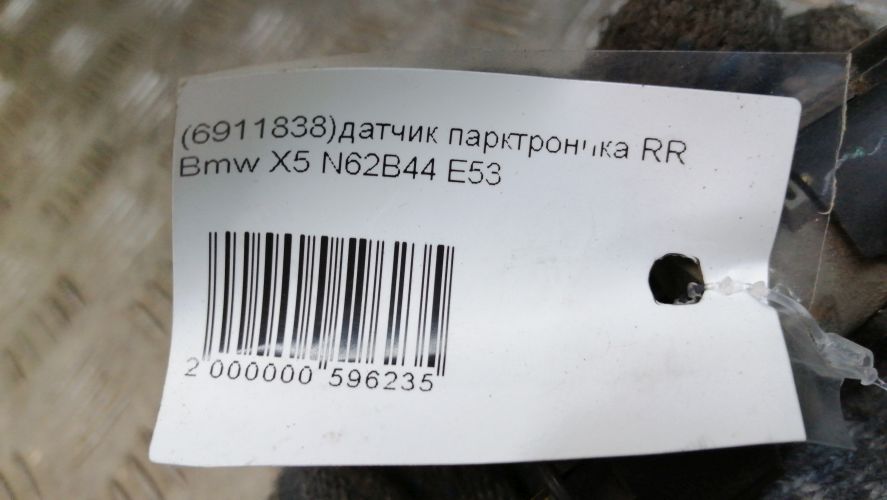 (6911838)датчик парктроника RR
Bmw X5 N62B44 E53
2 000000 596235